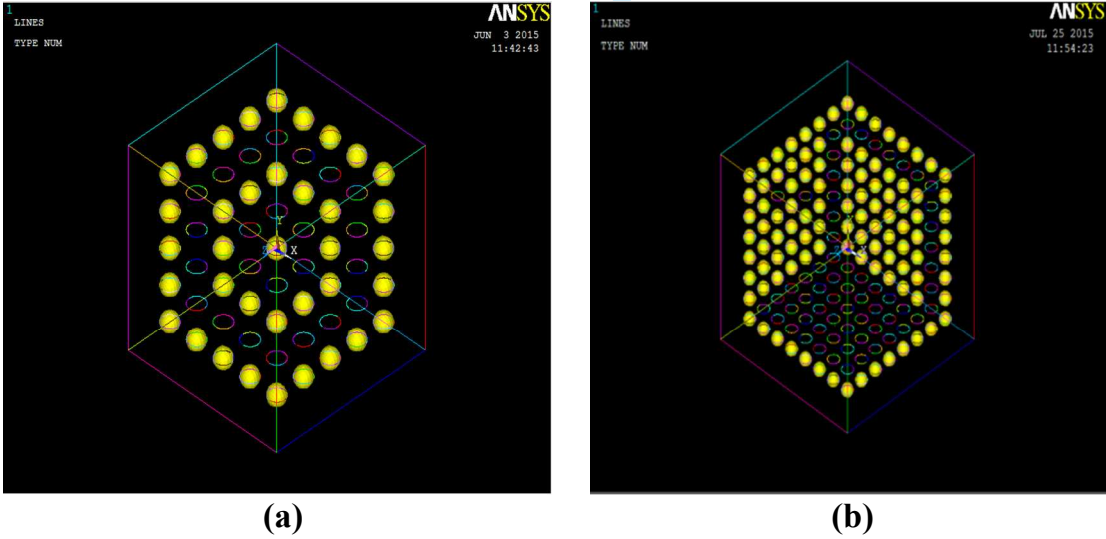 1
LINES
TYPE NUM
ANSYS
JUN 3 2015
11:42:43
Y
Z X
(a)
1
LINES
TYPE NUM
ANSYS
JUL 25 2015
11:54:23
Y
X
(b)